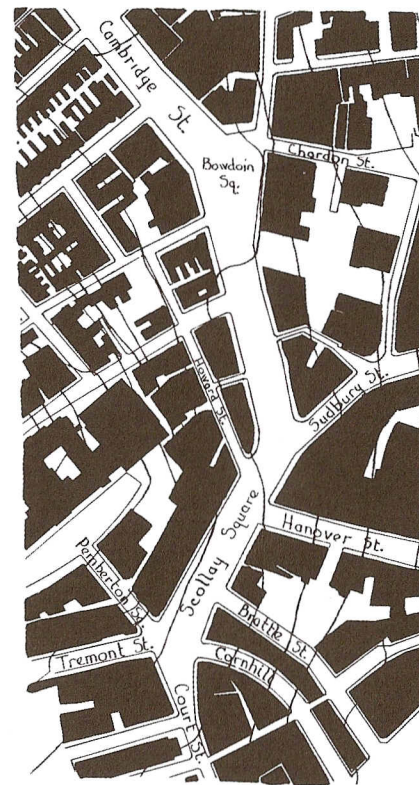 Cambridge
St.
Bowdoin
Sq.
Chardon St.
Howard St.
Sudbury St.
Scollay Square
Hanover St.
Pemberton Sq.
Brattle St.
Tremont St.
Cornhill
Court St.